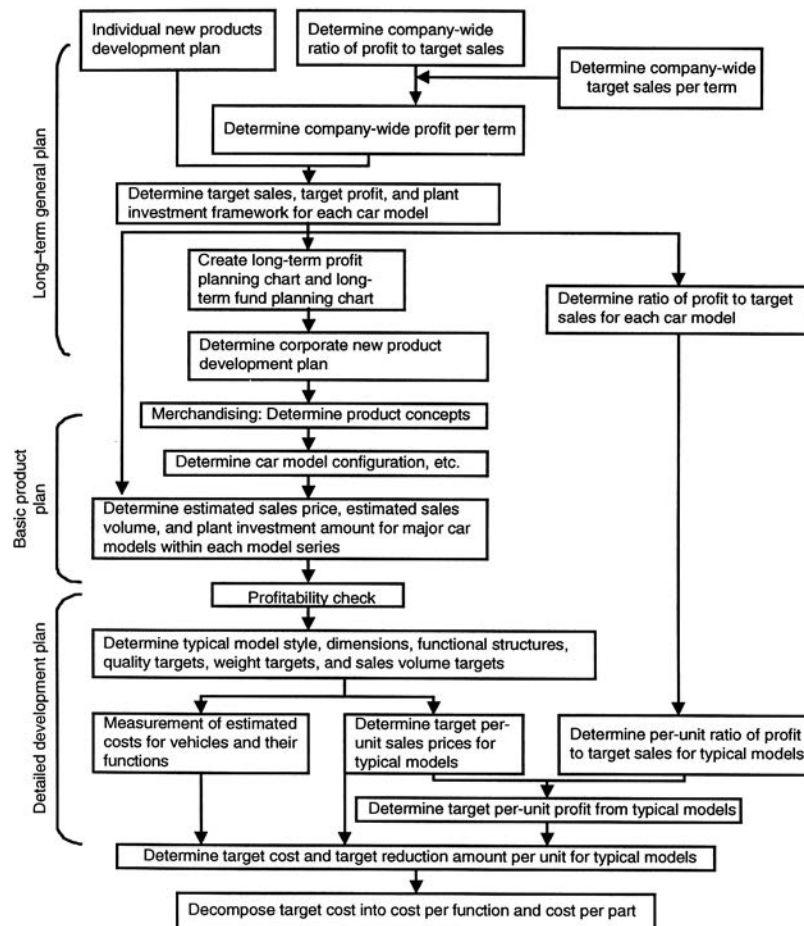 Individual new products
development plan
Determine company-wide
ratio of profit to target sales
Determine company-wide
target sales per term
Determine company-wide profit per term
Determine target sales, target profit, and plant
investment framework for each car model
Create long-term profit
planning chart and long-
term fund planning chart
Determine ratio of profit to target
sales for each car model
Determine corporate new product
development plan
Long–term general plan
Merchandising: Determine product concepts
Determine car model configuration, etc.
Determine estimated sales price, estimated sales
volume, and plant investment amount for major car
models within each model series
Basic product
plan
Profitability check
Determine typical model style, dimensions, functional structures,
quality targets, weight targets, and sales volume targets
Measurement of estimated
costs for vehicles and their
functions
Determine target per-
unit sales prices for
typical models
Determine per-unit ratio of profit
to target sales for typical models
Determine target per-unit profit from typical models
Detailed development plan
Determine target cost and target reduction amount per unit for typical models
Decompose target cost into cost per function and cost per part